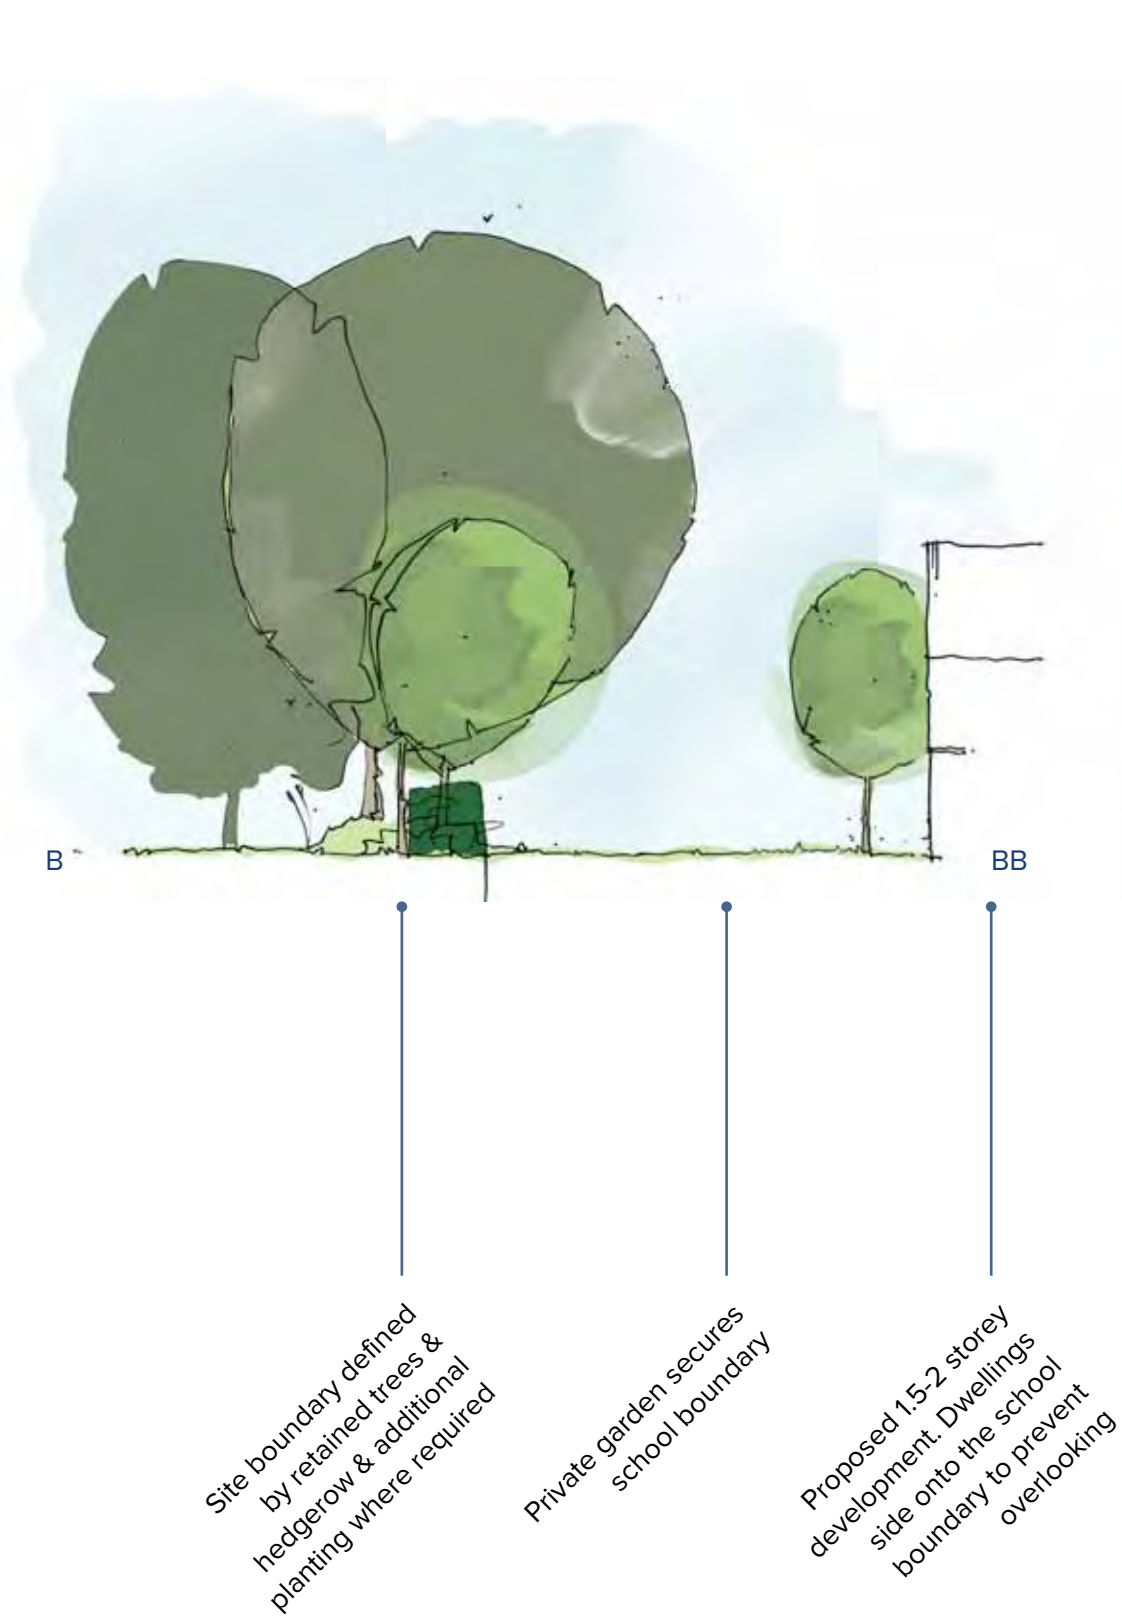 B
BB
Site boundary defined
by retained trees &
hedgerow & additional
planting where required
Private garden secures
school boundary
Proposed 1.5-2 storey
development. Dwellings
side onto the school
boundary to prevent
overlooking